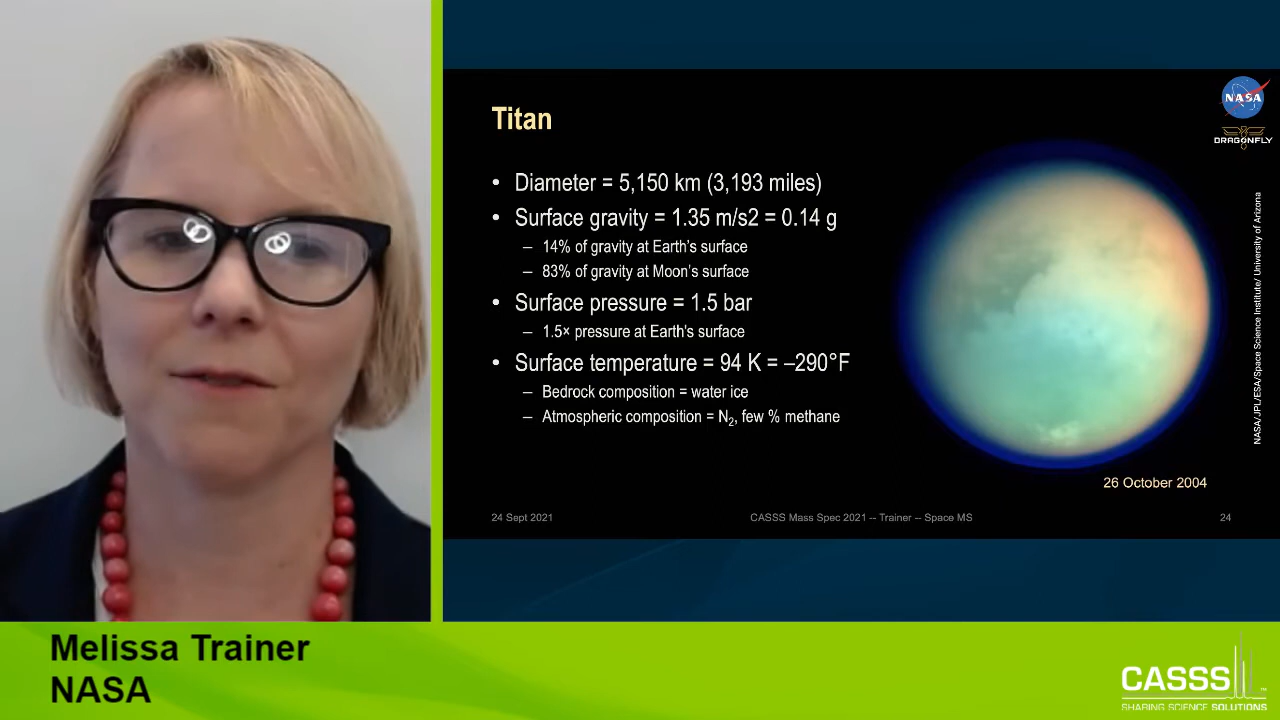 Titan
• Diameter = 5,150 km (3,193 miles)
• Surface gravity = 1.35 m/s2 = 0.14 g
– 14% of gravity at Earth's surface
– 83% of gravity at Moon's surface
• Surface pressure = 1.5 bar
– 1.5× pressure at Earth's surface
• Surface temperature = 94 K = –290°F
– Bedrock composition = water ice
– Atmospheric composition = N₂, few % methane
NASA
DRAGONFLY
NASA/JPL/ESA/Space Science Institute/ University of Arizona
26 October 2004
24 Sept 2021
CASSS Mass Spec 2021 -- Trainer -- Space MS
24
Melissa Trainer
NASA
CASSS™
SHARING SCIENCE SOLUTIONS